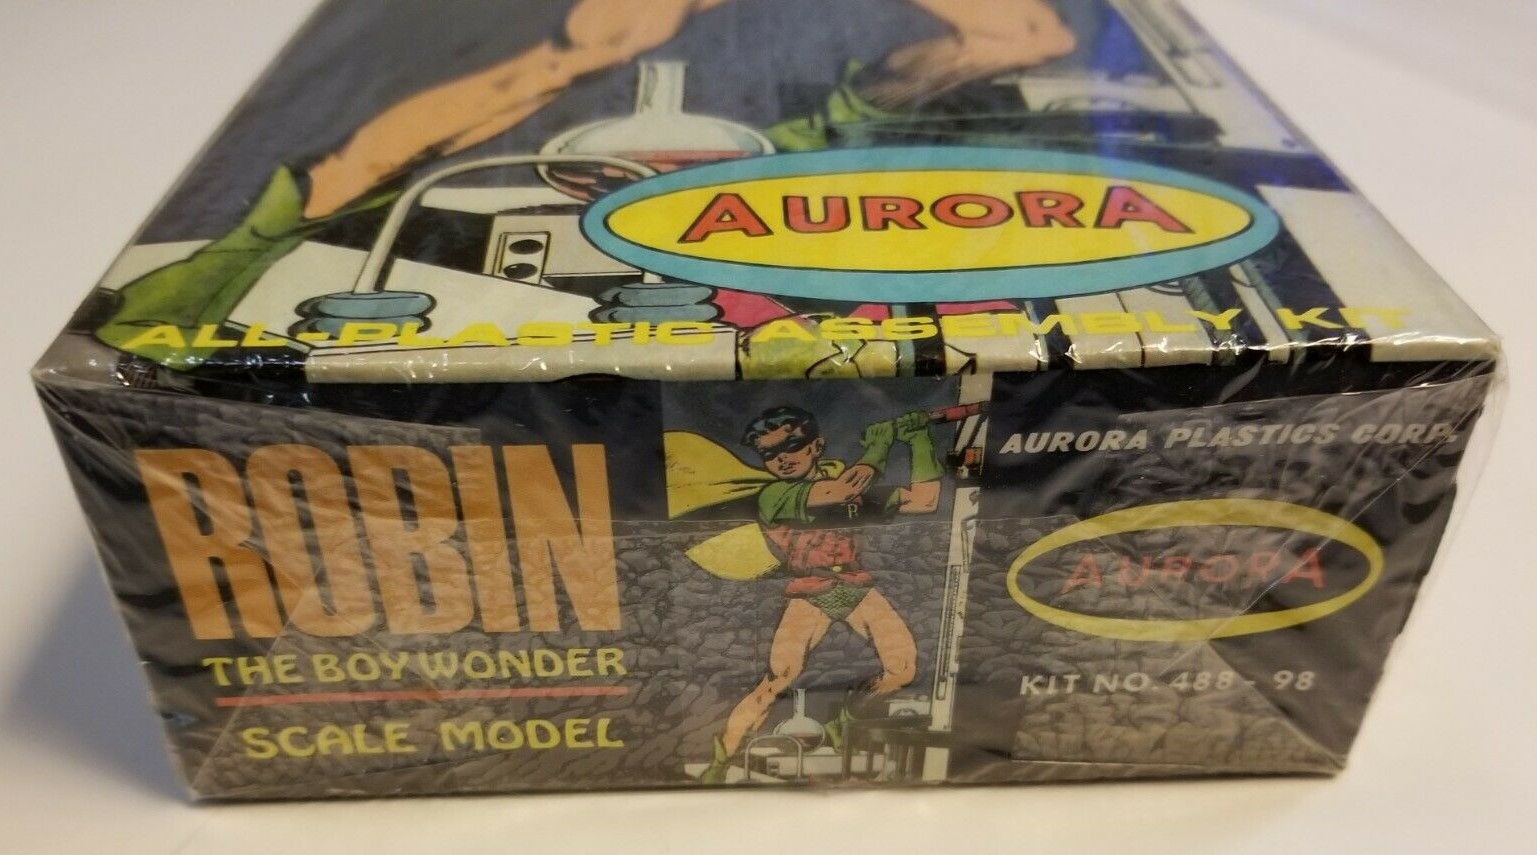 AURORA
ALL-PLASTIC ASSEMBLY KIT
ROBIN
THE BOY WONDER
SCALE MODEL
R
AURORA PLASTICS CORP.
AURORA
KIT NO. 488-98